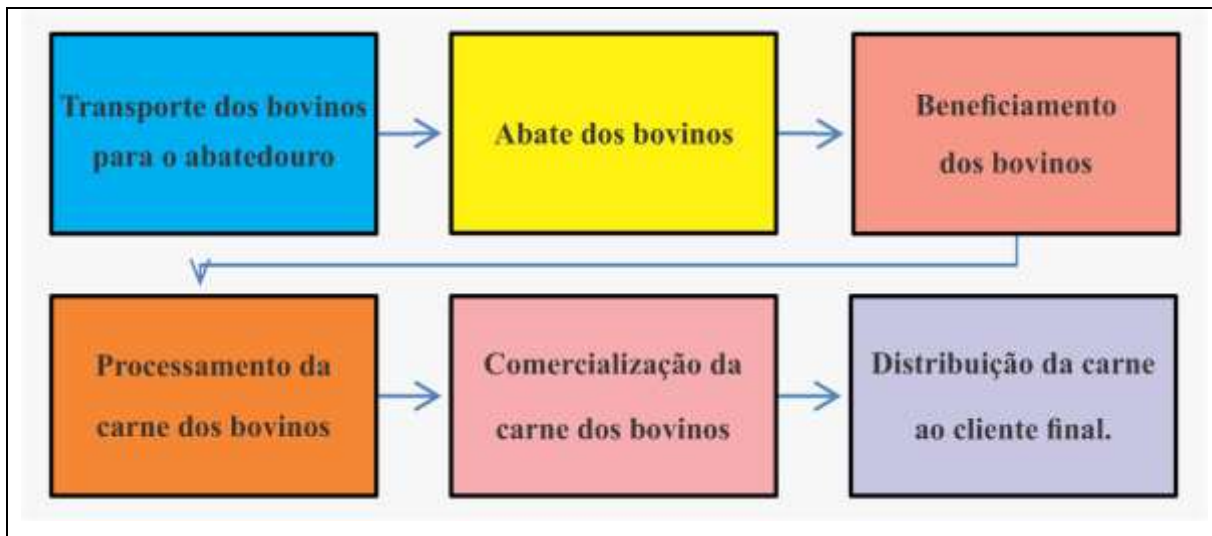 Transporte dos bovinos
para o abatedouro
Abate dos bovinos
Beneficiamento
dos bovinos
Processamento da
carne dos bovinos
Comercialização da
carne dos bovinos
Distribuição da carne
ao cliente final.